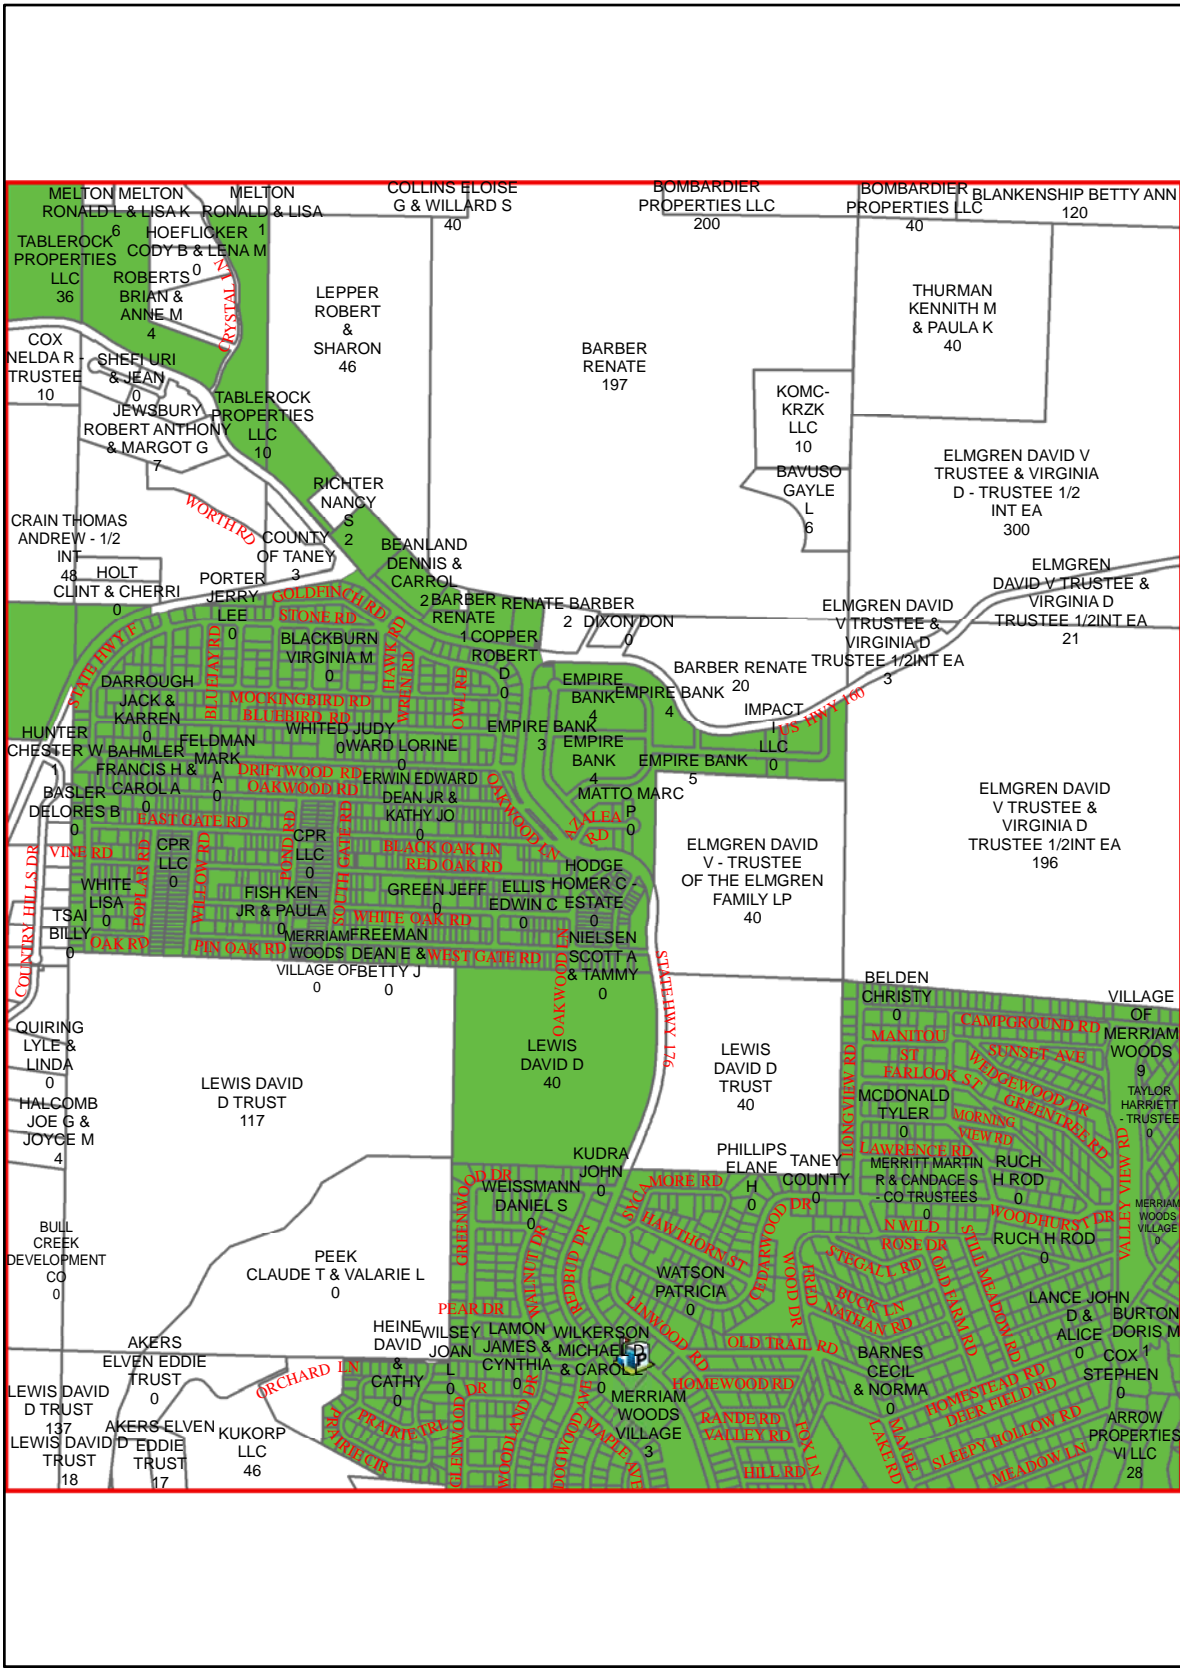 MELTON
RONALD L & LISA K
6
MELTON
MELTON
RONALD & LISA
1
COLLINS ELOISE
G & WILLARD S
40
BOMBARDIER
PROPERTIES LLC
200
BOMBARDIER
PROPERTIES LLC
40
BLANKENSHIP BETTY ANN
120
TABLEROCK
PROPERTIES
LLC
36
HOEFLICKER
CODY B & LENA M
0
ROBERTS
BRIAN &
ANNE M
4
CRYSTAL LN
LEPPER
ROBERT
&
SHARON
46
BARBER
RENATE
197
THURMAN
KENNITH M
& PAULA K
40
COX
NELDA R -
TRUSTEE
10
SHEFI URI
& JEAN
0
JEWSBURY
ROBERT ANTHONY
& MARGOT G
7
TABLEROCK
PROPERTIES
LLC
10
KOMC-
KRZK
LLC
10
BAVUSO
GAYLE
L
6
ELMGREN DAVID V
TRUSTEE & VIRGINIA
D - TRUSTEE 1/2
INT EA
300
RICHTER
NANCY
S
2
WORTH RD
CRAIN THOMAS
ANDREW - 1/2
INT
48
HOLT
CLINT & CHERRI
0
COUNTY
OF TANEY
3
PORTER
JERRY
LEE
0
BEANLAND
DENNIS &
CARROL
2
BARBER
RENATE
1
RENATE BARBER
2
DIXON DON
0
ELMGREN
DAVID V TRUSTEE &
VIRGINIA D
TRUSTEE 1/2INT EA
21
ELMGREN DAVID
V TRUSTEE &
VIRGINIA D
TRUSTEE 1/2INT EA
3
GOLDFINCH RD
STONE RD
STATE HWY F
BLUEJAY RD
BLACKBURN
VIRGINIA M
0
HAWK RD
WREN RD
OWL RD
COPPER
ROBERT
D
0
BARBER RENATE
20
DARROUGH
JACK &
KARREN
0
MOCKINGBIRD RD
BLUEBIRD RD
EMPIRE
BANK
4
EMPIRE BANK
4
IMPACT
I
LLC
0
US HWY 160
HUNTER
CHESTER W
1
BAHMLER
FRANCIS H &
CAROL A
0
FELDMAN
MARK
A
0
WHITED JUDY
0
WARD LORINE
0
EMPIRE BANK
3
EMPIRE
BANK
4
EMPIRE BANK
5
DRIFTWOOD RD
OAKWOOD RD
BASLER
DELORES B
0
ERWIN EDWARD
DEAN JR &
KATHY JO
0
OAKWOOD LN
MATTO MARC
P
0
AZALEA
RD
ELMGREN DAVID
V TRUSTEE &
VIRGINIA D
TRUSTEE 1/2INT EA
196
EAST GATE RD
VINE RD
POPLAR RD
CPR
LLC
0
WILLOW RD
POND RD
CPR
LLC
0
SOUTH GATE RD
BLACK OAK LN
RED OAK RD
ELMGREN DAVID
V - TRUSTEE
OF THE ELMGREN
FAMILY LP
40
COUNTRY HILLS DR
WHITE
LISA
0
FISH KEN
JR & PAULA
0
GREEN JEFF
0
ELLIS
EDWIN C
0
HODGE
HOMER C -
ESTATE
0
TSAI
BILLY
0
OAK RD
PIN OAK RD
WHITE OAK RD
WEST GATE RD
MERRIAM
WOODS
VILLAGE OF
0
FREEMAN
DEAN E &
BETTY J
0
NIELSEN
SCOTT A
& TAMMY
0
OAKWOOD LN
STATE HWY 176
BELDEN
CHRISTY
0
VILLAGE
OF
MERRIAM
WOODS
9
QUIRING
LYLE &
LINDA
0
LEWIS DAVID
D TRUST
117
LEWIS
DAVID D
40
LEWIS
DAVID D
TRUST
40
LONGVIEW RD
CAMPGROUND RD
MANITOU
ST
SUNSET AVE
FARLOOK ST
WEDGEWOOD DR
GREENTREE RD
HALCOMB
JOE G &
JOYCE M
4
MCDONALD
TYLER
0
MORNING
VIEW RD
TAYLOR
HARRIETT
- TRUSTEE
0
LAWRENCE RD
VALLEY VIEW RD
GREENWOOD DR
WEISSMANN
DANIEL S
0
KUDRA
JOHN
0
SYCA
MORE RD
PHILLIPS
ELANE
H
0
TANEY
COUNTY
0
MERRITT MARTIN
R & CANDACE S
- CO TRUSTEES
0
RUCH
H ROD
0
WOODHURST DR
MERRIAM
WOODS
VILLAGE
0
BULL
CREEK
DEVELOPMENT
CO
0
PEEK
CLAUDE T & VALARIE L
0
WALNUT DR
REDBUD DR
HAWTHORN ST
CEDARWOOD DR
N WILD
ROSE DR
RUCH H ROD
0
WATSON
PATRICIA
0
WOOD DR
FRED
STEGALL RD
STILL MEADOW RD
OLD FARM RD
BUCK LN
NATHAN RD
PEAR DR
LINWOOD RD
OLD TRAIL RD
LANCE JOHN
D &
ALICE
0
BURTON
DORIS M
1
AKERS
ELVEN EDDIE
TRUST
0
HEINE
DAVID
&
CATHY
0
WILSEY
JOAN
L
0
LAMON
JAMES &
CYNTHIA
0
WILKERSON
MICHAEL D
& CAROL
0
BARNES
CECIL
& NORMA
0
COX
STEPHEN
0
ORCHARD LN
HOMEWOOD RD
HOMESTEAD RD
DEER FIELD RD
LEWIS DAVID
D TRUST
137
PRAIRIE TRL
PRAIRIE CIR
GLENWOOD DR
WOODLAND DR
DOGWOOD AVE
MAPLE AVE
MERRIAM
WOODS
VILLAGE
3
RANDE RD
VALLEY RD
FOX LN
HILL RD
MAYBE
LAKE RD
SLEEPY HOLLOW RD
MEADOW LN
ARROW
PROPERTIES
VI LLC
28
LEWIS DAVID D
TRUST
18
AKERS ELVEN
EDDIE
TRUST
17
KUKORP
LLC
46